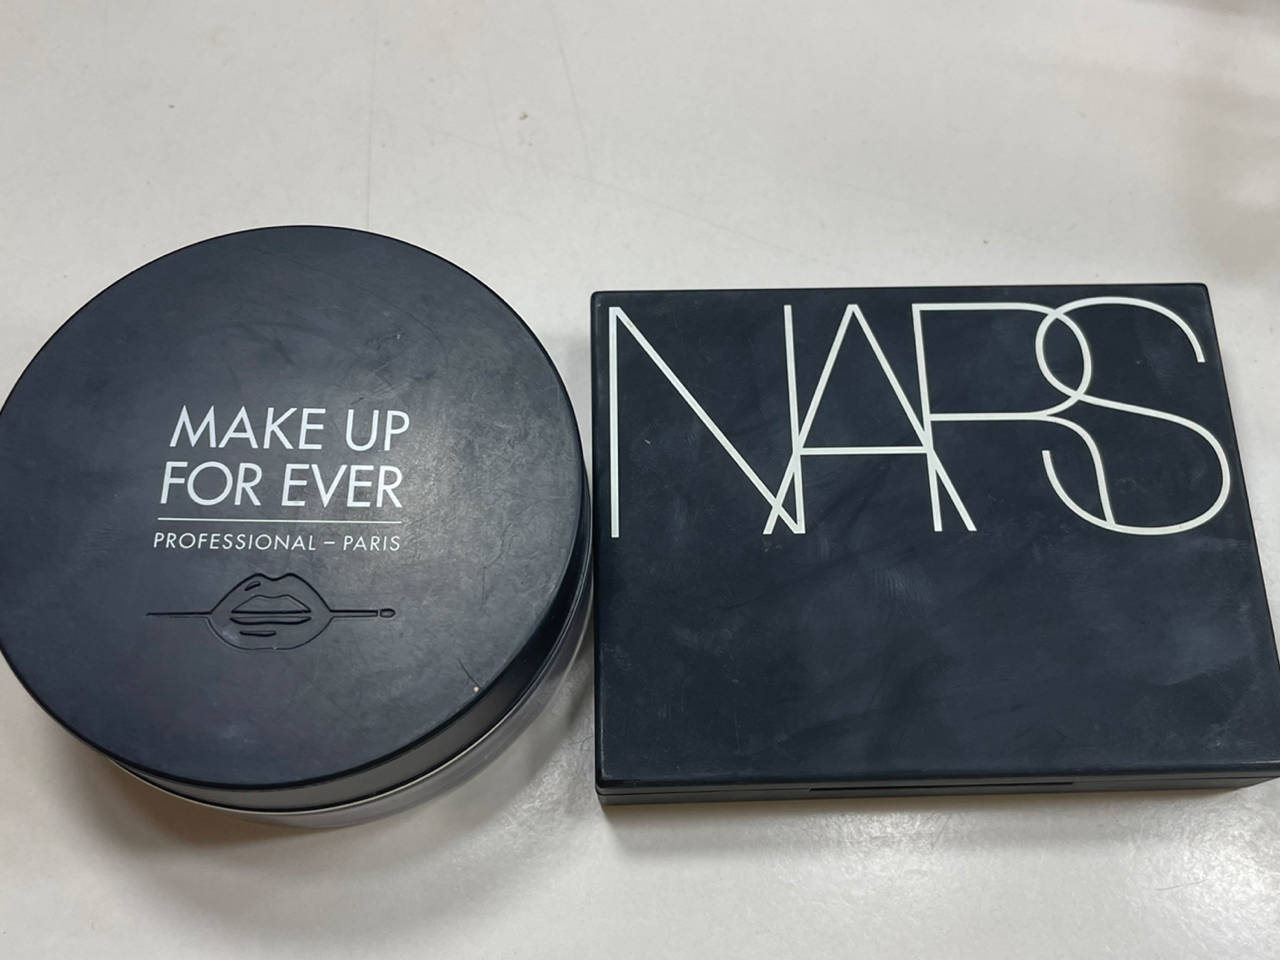 MAKE UP
FOR EVER
PROFESSIONAL – PARIS
NARS